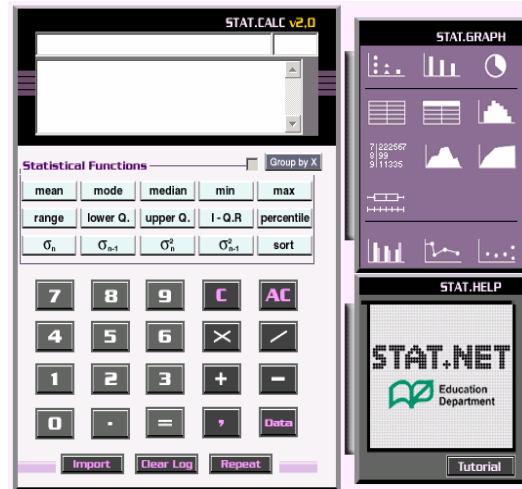 STAT.CALC v2,0
Statistical Functions
Group by X
mean mode median min max
range lower Q. upper Q. I - Q.R percentile
σn σn-1 σ²n σ²n-1 sort
7 8 9 C AC
4 5 6 × /
1 2 3 + −
0 . = , Data
Import Clear Log Repeat
STAT.GRAPH
7|222567
8|99
9|11335
STAT.HELP
STAT.NET
Education
Department
Tutorial